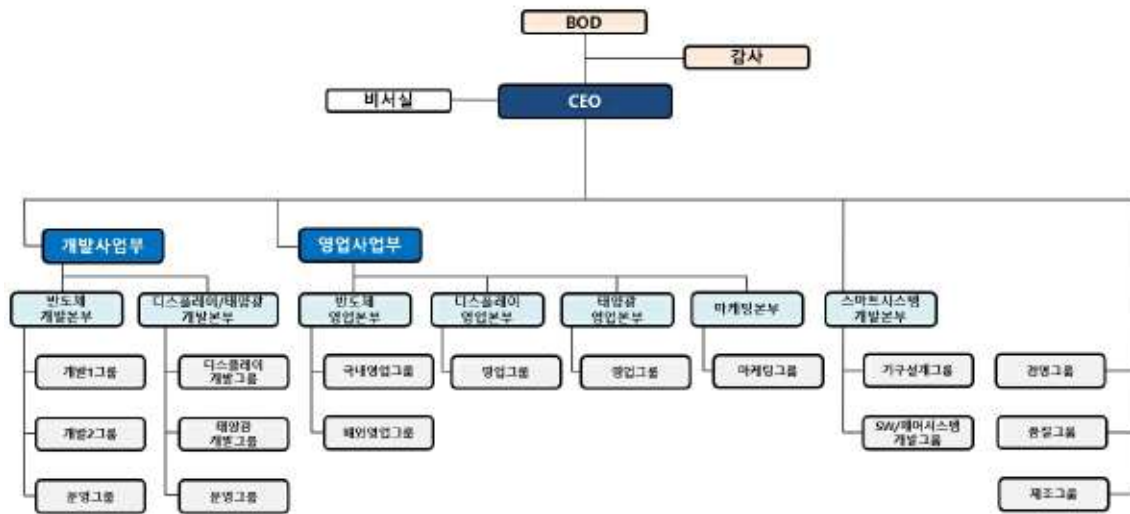 BOD
감사
비서실
CEO
개발사업부
영업사업부
반도체
개발본부
디스플레이/태양광
개발본부
반도체
영업본부
디스플레이
영업본부
태양광
영업본부
마케팅본부
스마트시스템
개발본부
개발1그룹
디스플레이
개발그룹
국내영업그룹
영업그룹
영업그룹
마케팅그룹
기구설계그룹
경영그룹
개발2그룹
태양광
개발그룹
해외영업그룹
SW/제어시스템
개발그룹
품질그룹
운영그룹
운영그룹
제조그룹